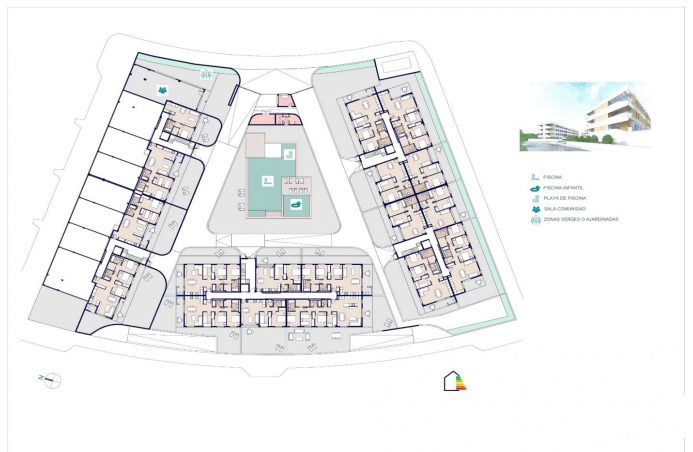 PISCINA
PISCINA INFANTIL
PLAYA DE PISCINA
SALA COMUNIDAD
ZONAS VERDES O AJARDINADAS
N